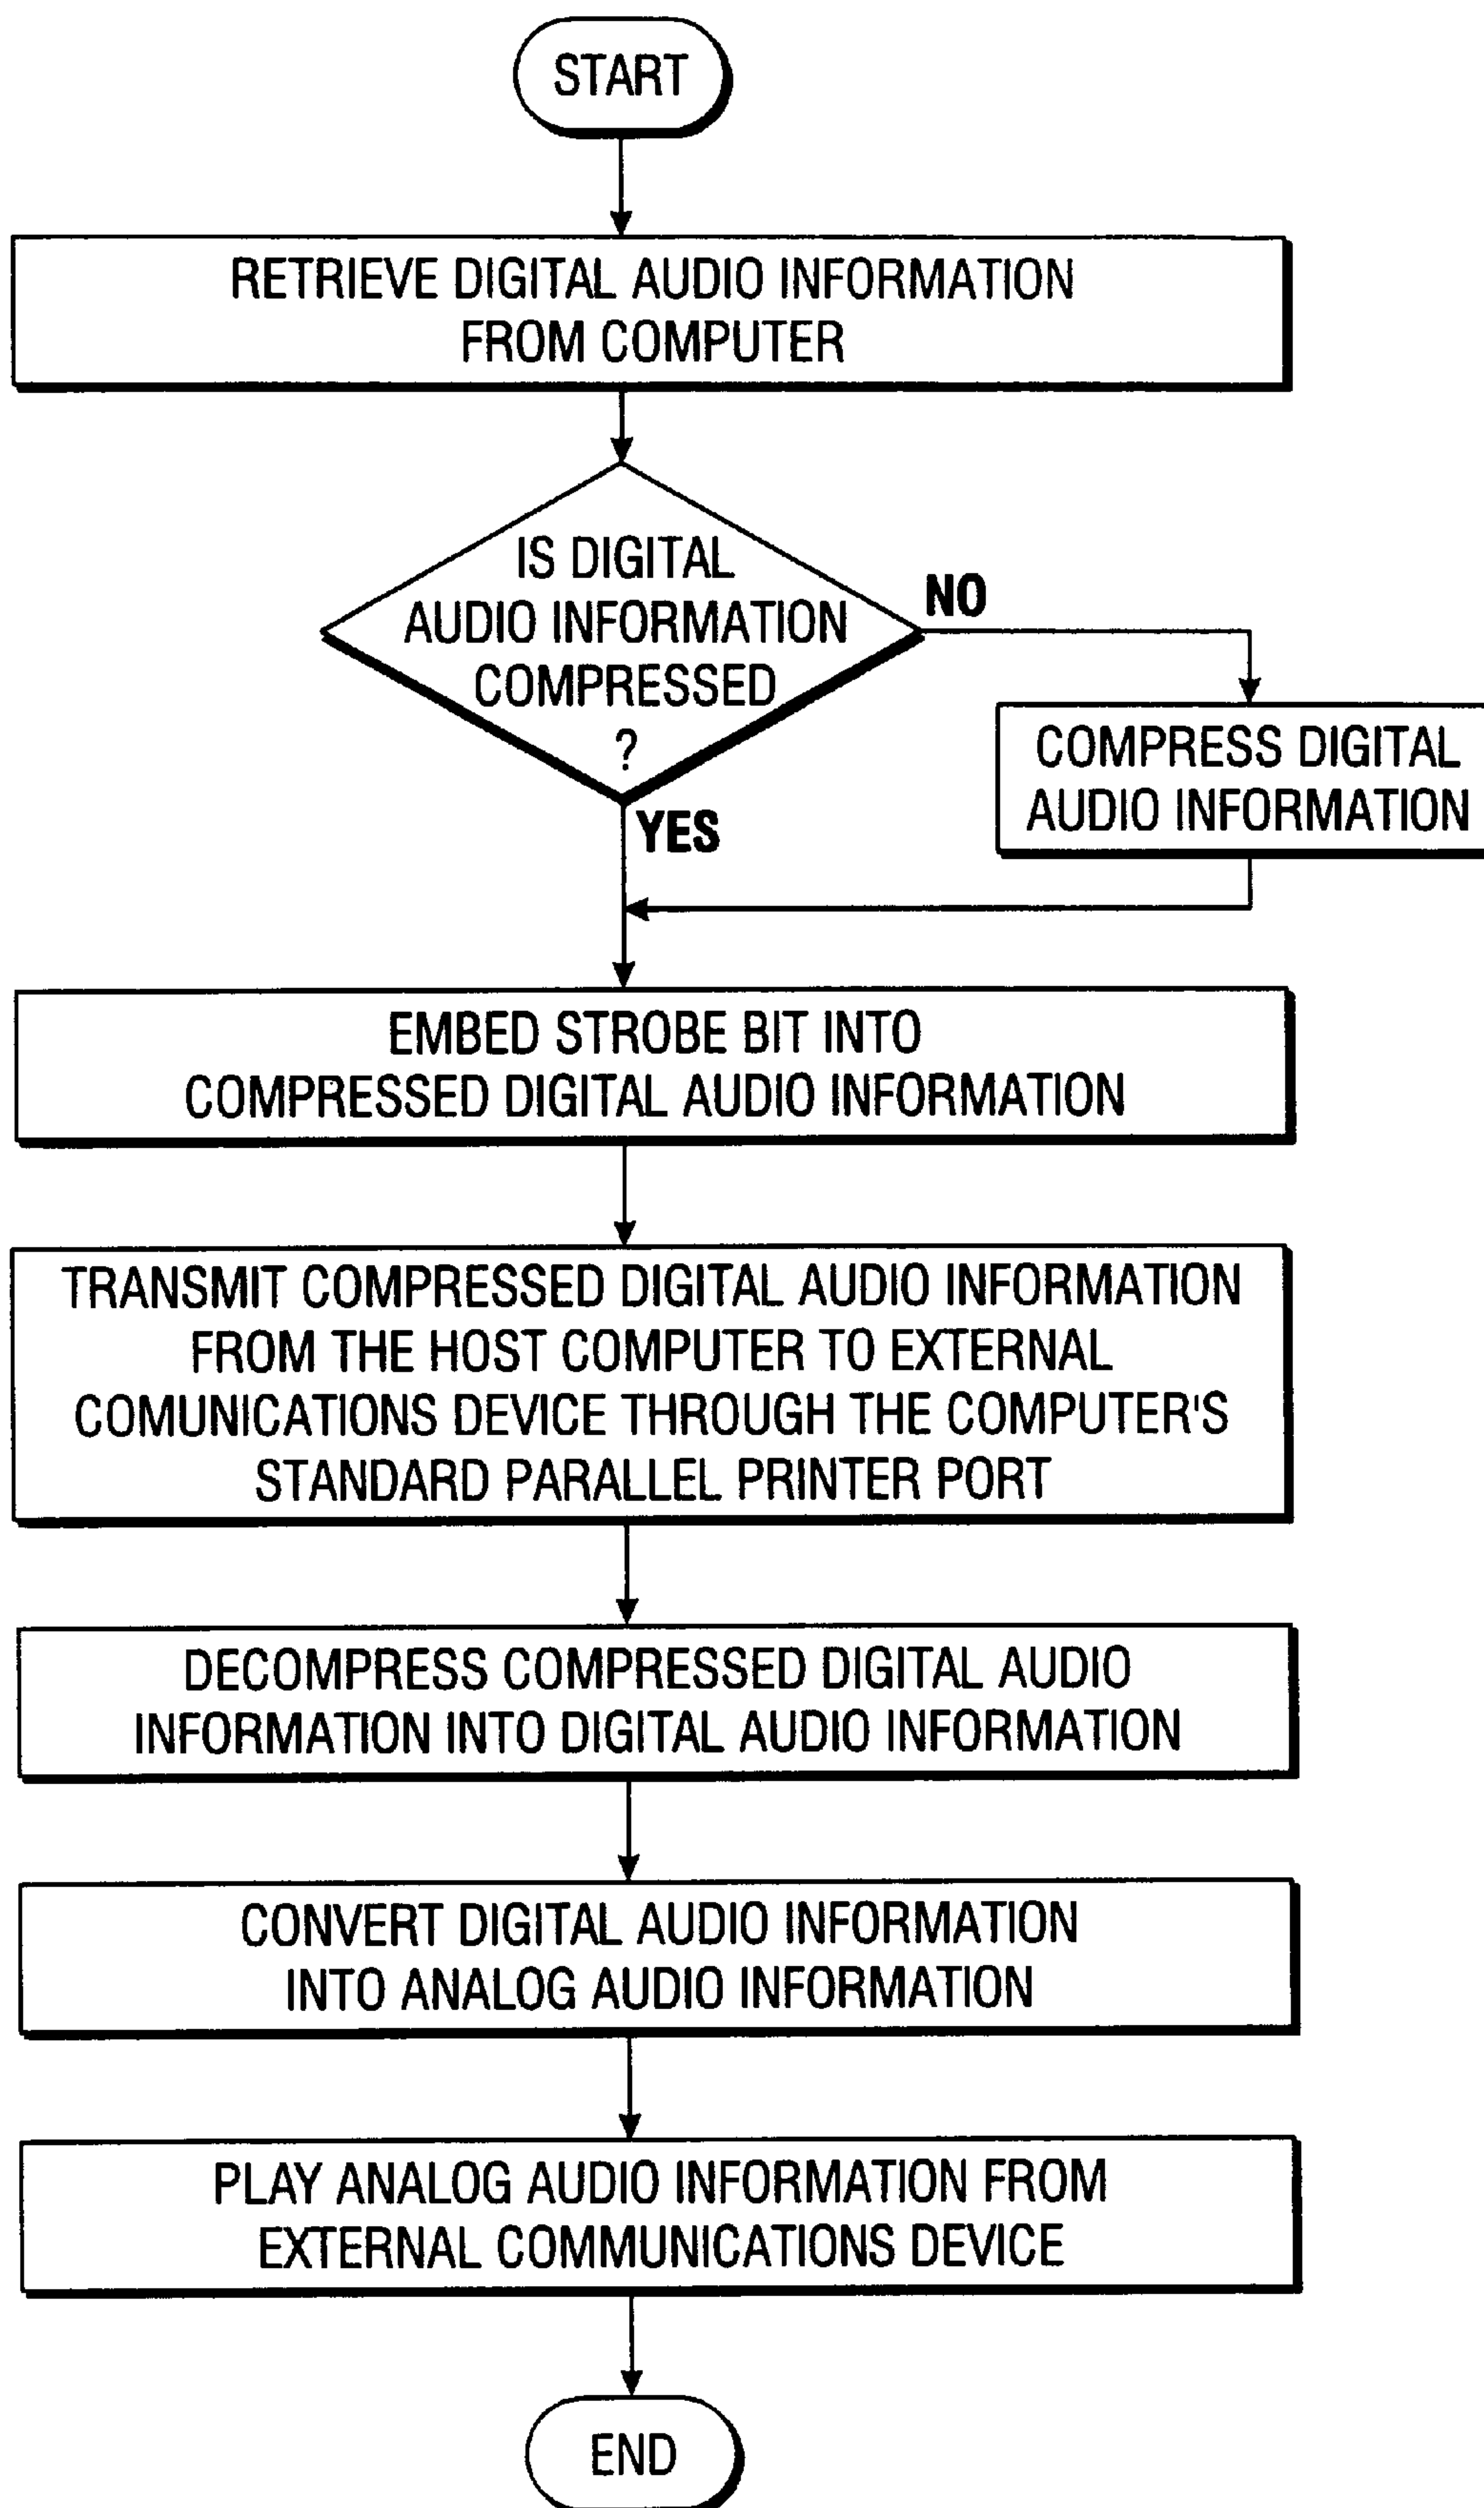 START
RETRIEVE DIGITAL AUDIO INFORMATION
FROM COMPUTER
IS DIGITAL
AUDIO INFORMATION
COMPRESSED
?
NO
COMPRESS DIGITAL
AUDIO INFORMATION
YES
EMBED STROBE BIT INTO
COMPRESSED DIGITAL AUDIO INFORMATION
TRANSMIT COMPRESSED DIGITAL AUDIO INFORMATION
FROM THE HOST COMPUTER TO EXTERNAL
COMUNICATIONS DEVICE THROUGH THE COMPUTER'S
STANDARD PARALLEL PRINTER PORT
DECOMPRESS COMPRESSED DIGITAL AUDIO
INFORMATION INTO DIGITAL AUDIO INFORMATION
CONVERT DIGITAL AUDIO INFORMATION
INTO ANALOG AUDIO INFORMATION
PLAY ANALOG AUDIO INFORMATION FROM
EXTERNAL COMMUNICATIONS DEVICE
END